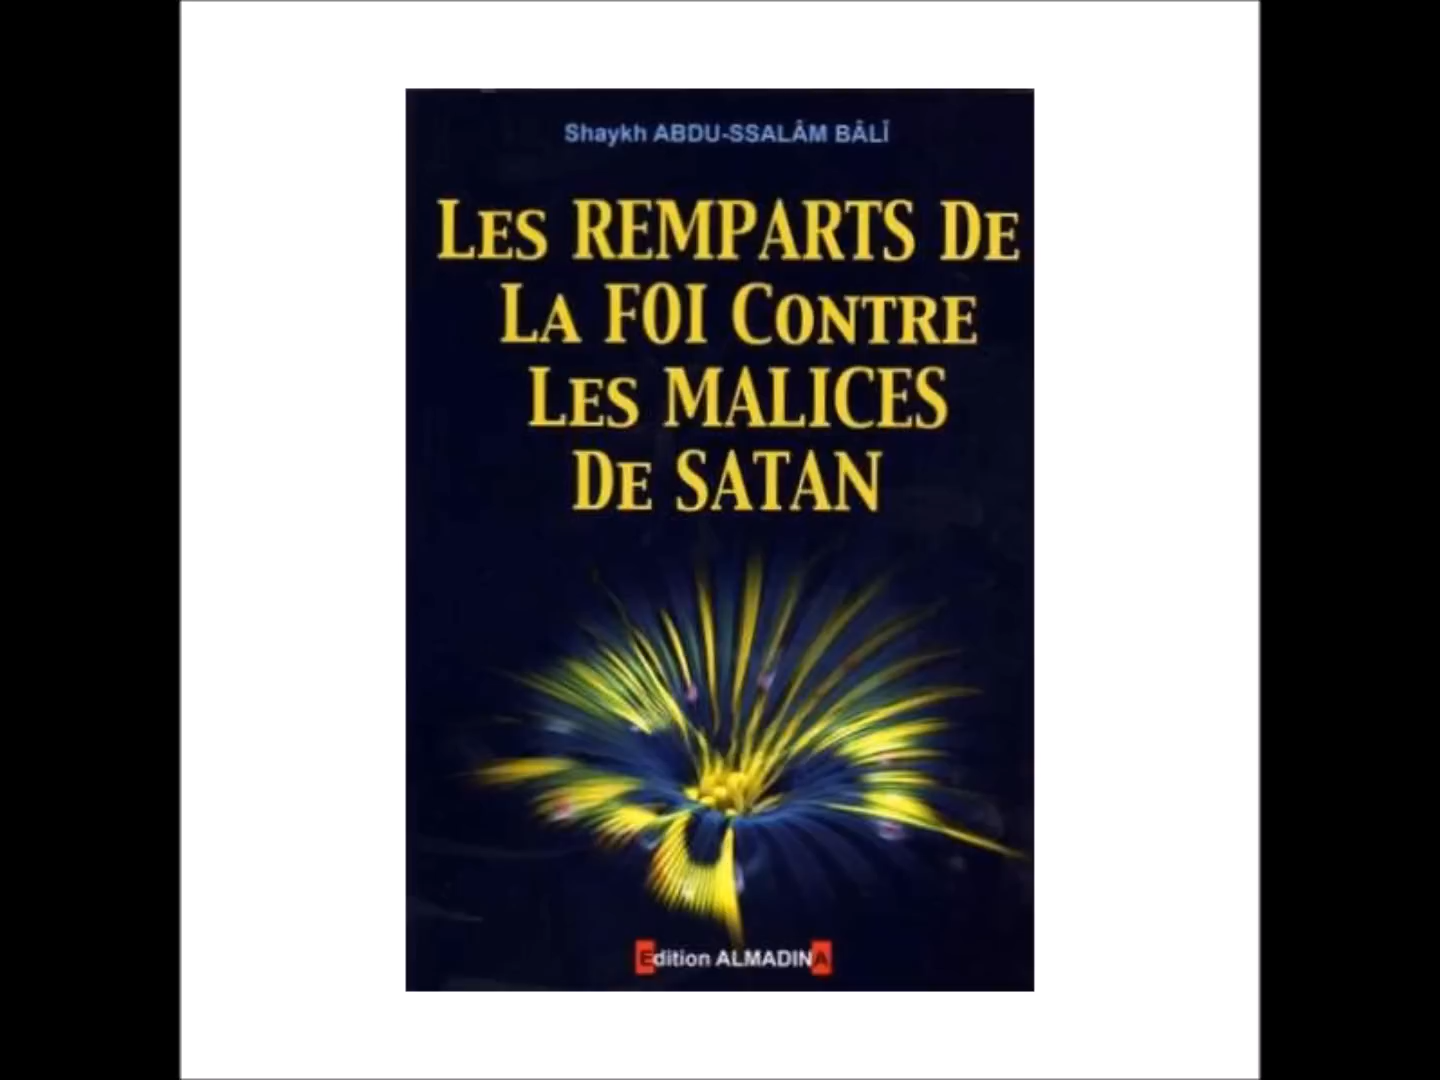 Shaykh ABDU-SSALÂM BÂLÎ
LES REMPARTS DE
LA FOI CONTRE
LES MALICES
DE SATAN
Edition ALMADINA